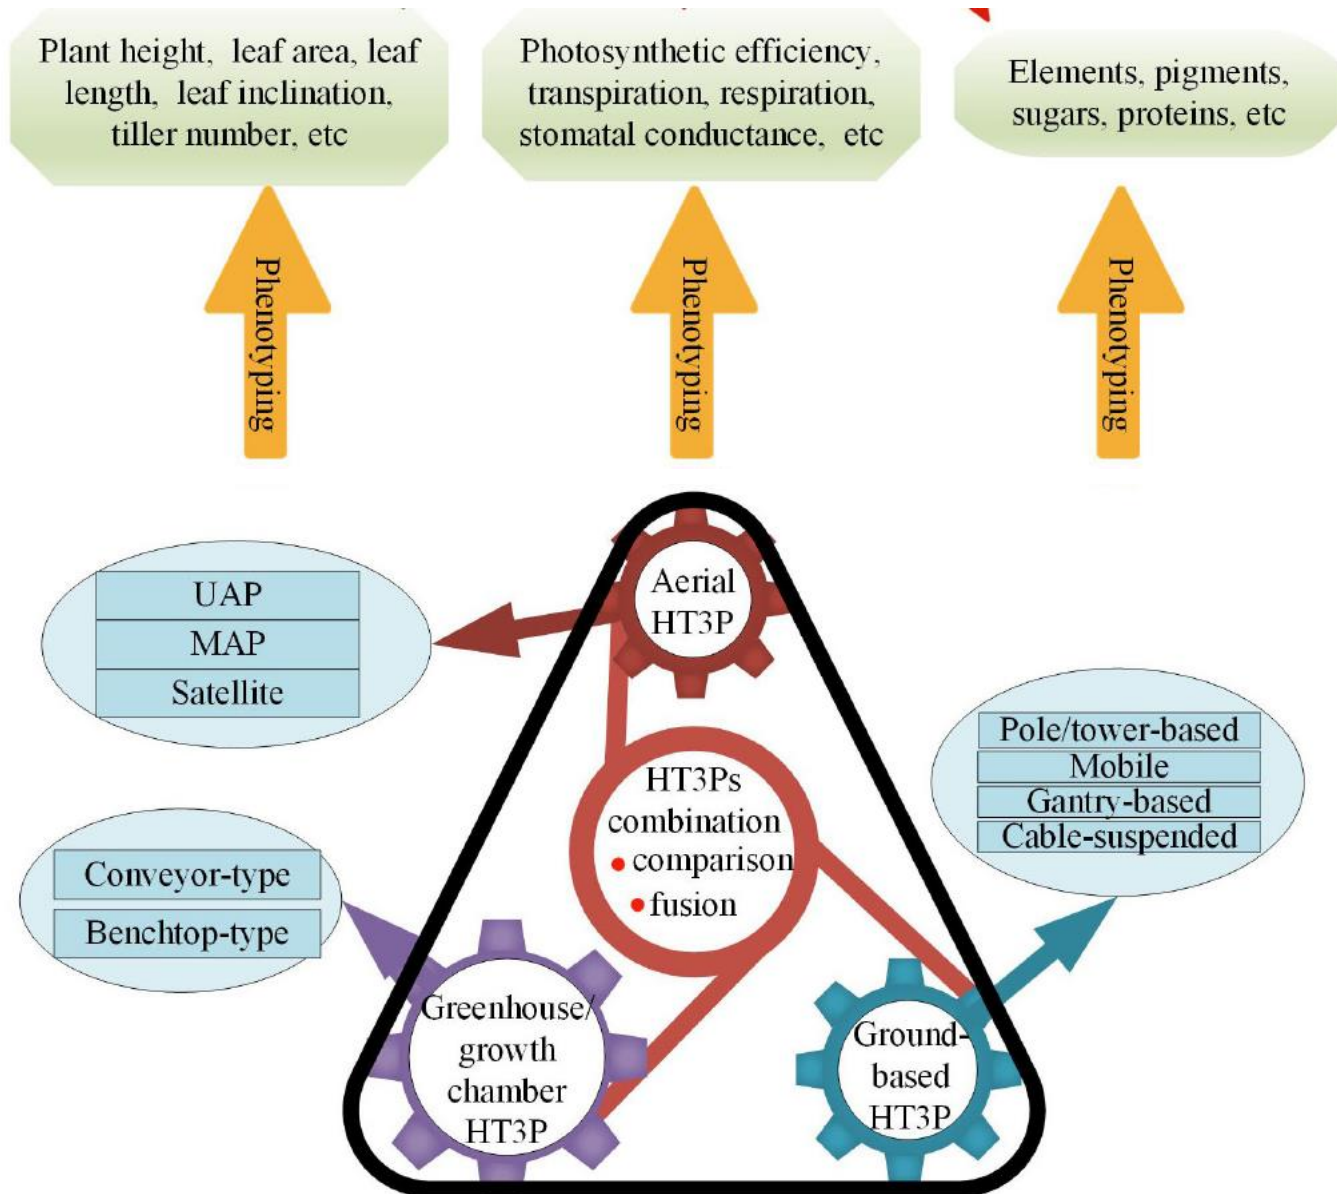 Plant height, leaf area, leaf
length, leaf inclination,
tiller number, etc
Photosynthetic efficiency,
transpiration, respiration,
stomatal conductance, etc
Elements, pigments,
sugars, proteins, etc
Phenotyping
Phenotyping
Phenotyping
Aerial
HT3P
UAP
MAP
Satellite
Pole/tower-based
Mobile
Gantry-based
Cable-suspended
HT3Ps
combination
comparison
fusion
Conveyor-type
Benchtop-type
Greenhouse/
growth
chamber
HT3P
Ground-
based
HT3P